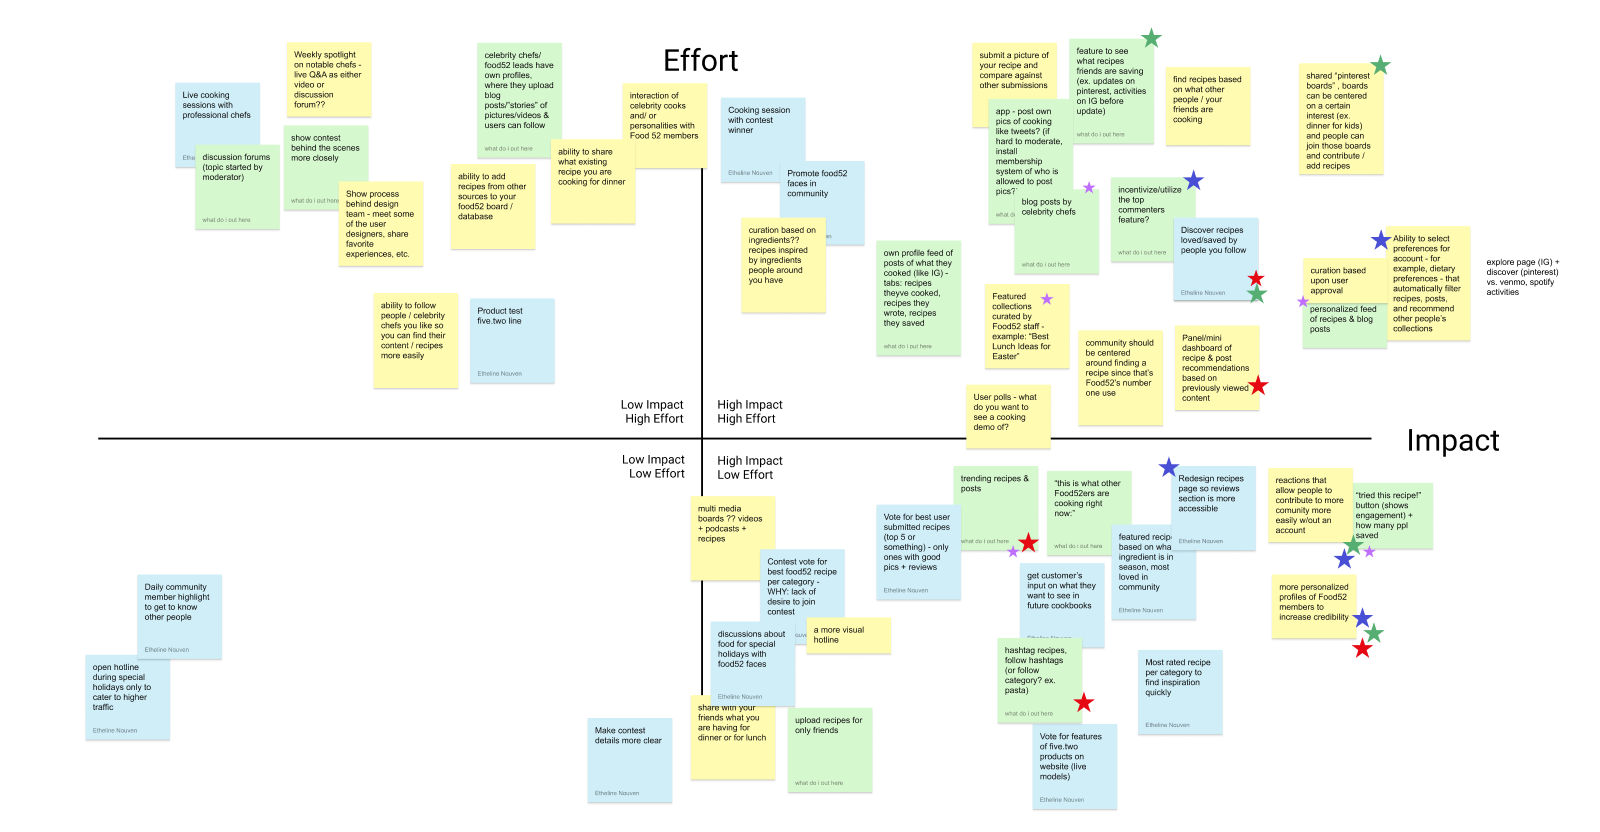 Effort
Impact
Low Impact
High Effort
High Impact
High Effort
Low Impact
Low Effort
High Impact
Low Effort
Live cooking
sessions with
professional chefs
Ethe
Weekly spotlight
on notable chefs -
live Q&A as either
video or
discussion
forum??
discussion forums
(topic started by
moderator)
what do i put here
show contest
behind the scenes
more closely
what do i put here
Show process
behind design
team - meet some
of the user
designers, share
favorite
experiences, etc.
celebrity chefs/
food52 leads have
own profiles,
where they upload
blog
posts/"stories" of
pictures/videos &
users can follow
what do i put here
ability to add
recipes from other
sources to your
food52 board /
database
ability to share
what existing
recipe you are
cooking for dinner
interaction of
celebrity cooks
and/ or
personalities with
Food 52 members
ability to follow
people / celebrity
chefs you like so
you can find their
content / recipes
more easily
Product test
five.two line
Etheline Nguyen
Cooking session
with contest
winner
Etheline Nguyen
Promote food52
faces in
community
uyen
curation based on
ingredients??
recipes inspired
by ingredients
people around
you have
own profile feed of
posts of what they
cooked (like IG) -
tabs: recipes
theyve cooked,
recipes they
wrote, recipes
they saved
what do i put here
submit a picture of
your recipe and
compare against
other submissions
app - post own
pics of cooking
like tweets? (if
hard to moderate,
install
membership
system of who is
allowed to post
pics?
what d
feature to see
what recipes
friends are saving
(ex. updates on
pinterest, activities
on IG before
update)
what do i put here
find recipes based
on what other
people / your
friends are
cooking
shared "pinterest
boards" , boards
can be centered
on a certain
interest (ex.
dinner for kids)
and people can
join those boards
and contribute /
add recipes
blog posts by
celebrity chefs
what do i put here
incentivize/utilize
the top
commenters
feature?
what do i put here
Discover recipes
loved/saved by
people you follow
Etheline Nguyen
Featured
collections
curated by
Food52 staff -
example: "Best
Lunch Ideas for
Easter"
community should
be centered
around finding a
recipe since that's
Food52's number
one use
Panel/mini
dashboard of
recipe & post
recommendations
based on
previously viewed
content
curation based
upon user
approval
personalized feed
of recipes & blog
posts
Ability to select
preferences for
account - for
example, dietary
preferences - that
automatically filter
recipes, posts,
and recommend
other people's
collections
explore page (IG) +
discover (pinterest)
vs. venmo, spotify
activities
User polls - what
do you want to
see a cooking
demo of?
Daily community
member highlight
to get to know
other people
Etheline Nguyen
open hotline
during special
holidays only to
cater to higher
traffic
Etheline Nguyen
multi media
boards ?? videos
+ podcasts +
recipes
Contest vote for
best food52 recipe
per category -
WHY: lack of
desire to join
contest
a more visual
hotline
discussions about
food for special
holidays with
food52 faces
Etheline Nguyen
share with your
friends what you
are having for
dinner or for lunch
Make contest
details more clear
Etheline Nguyen
upload recipes for
only friends
what do i put here
Vote for best user
submitted recipes
(top 5 or
something) - only
ones with good
pics + reviews
Etheline Nguyen
trending recipes &
posts
what do i put here
"this is what other
Food52ers are
cooking right
now:"
what do i put here
featured recip
based on wha
ingredient is in
season, most
loved in
community
Etheline Nguyen
Redesign recipes
page so reviews
section is more
accessible
Etheline Nguyen
reactions that
allow people to
contribute to more
comunity more
easily w/out an
account
"tried this recipe!"
button (shows
engagement) +
how many ppl
saved
get customer's
input on what they
want to see in
future cookbooks
more personalized
profiles of Food52
members to
increase credibility
hashtag recipes,
follow hashtags
(or follow
category? ex.
pasta)
what do i put here
Most rated recipe
per category to
find inspiration
quickly
Etheline Nguyen
Vote for features
of five.two
products on
website (live
models)
Etheline Nguyen